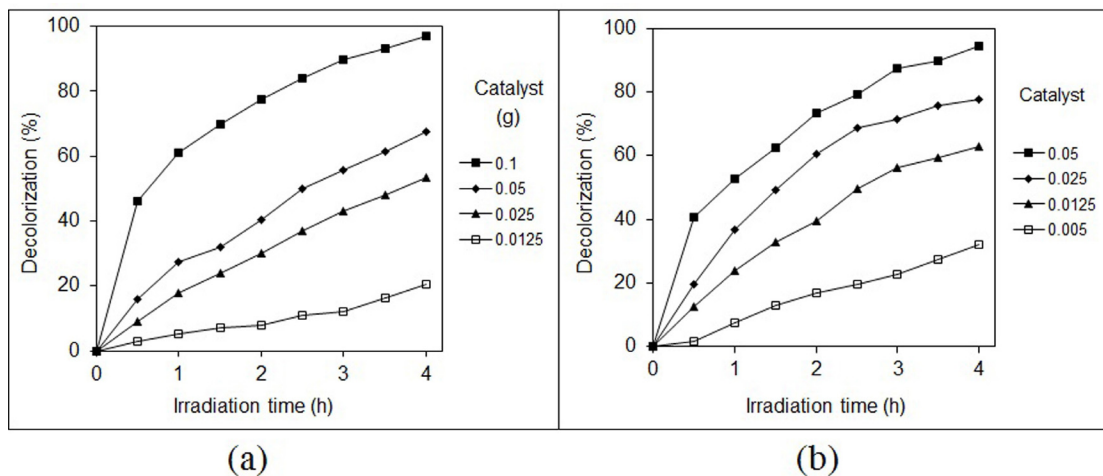 100
80
60
40
20
0
Decolorization (%)
0 1 2 3 4
Irradiation time (h)
Catalyst
(g)
0.1
0.05
0.025
0.0125
(a)
100
80
60
40
20
0
Decolorization (%)
0 1 2 3 4
Irradiation time (h)
Catalyst
0.05
0.025
0.0125
0.005
(b)